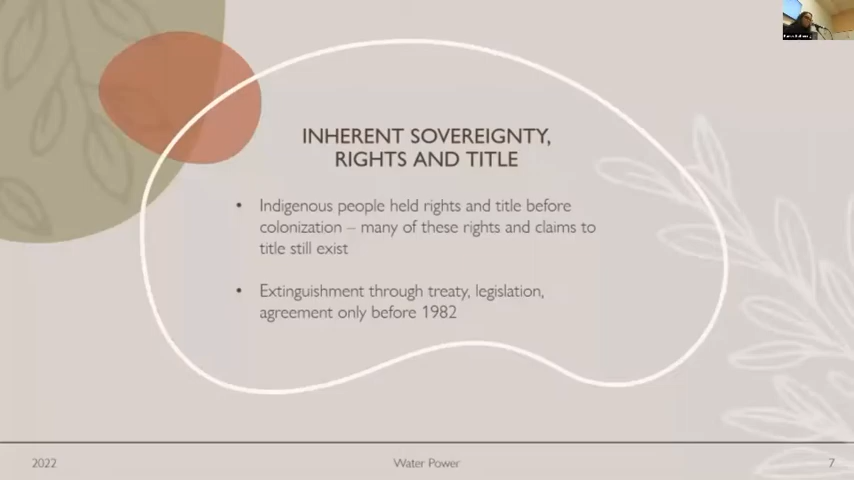 INHERENT SOVEREIGNTY,
RIGHTS AND TITLE
• Indigenous people held rights and title before
colonization – many of these rights and claims to
title still exist
• Extinguishment through treaty, legislation,
agreement only before 1982
2022
Water Power
7